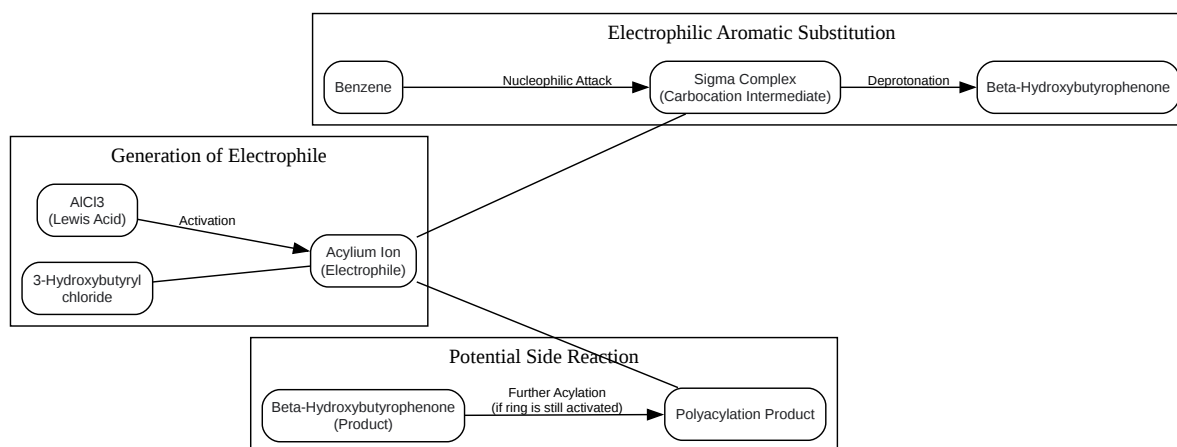 Electrophilic Aromatic Substitution
Benzene
Nucleophilic Attack
Sigma Complex
(Carbocation Intermediate)
Deprotonation
Beta-Hydroxybutyrophenone
Generation of Electrophile
AlCl3
(Lewis Acid)
Activation
3-Hydroxybutyryl
chloride
Acylium Ion
(Electrophile)
Potential Side Reaction
Beta-Hydroxybutyrophenone
(Product)
Further Acylation
(if ring is still activated)
Polyacylation Product